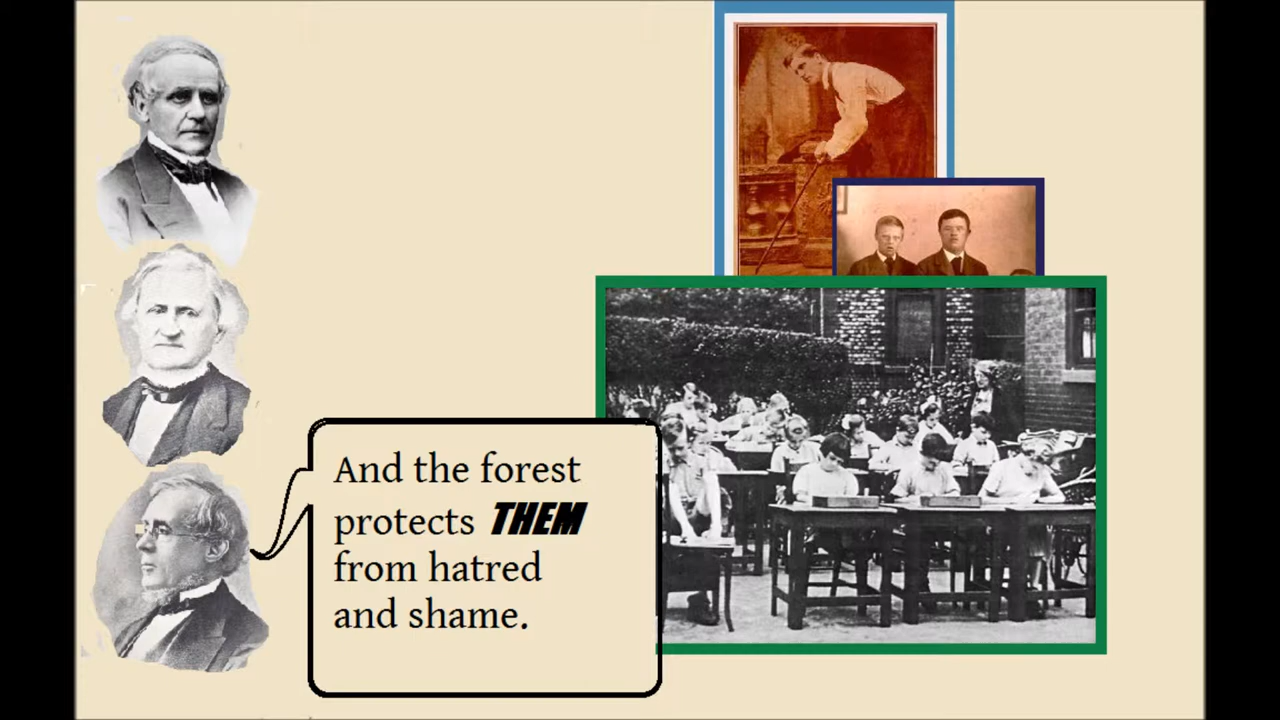 And the forest
protects THEM
from hatred
and shame.